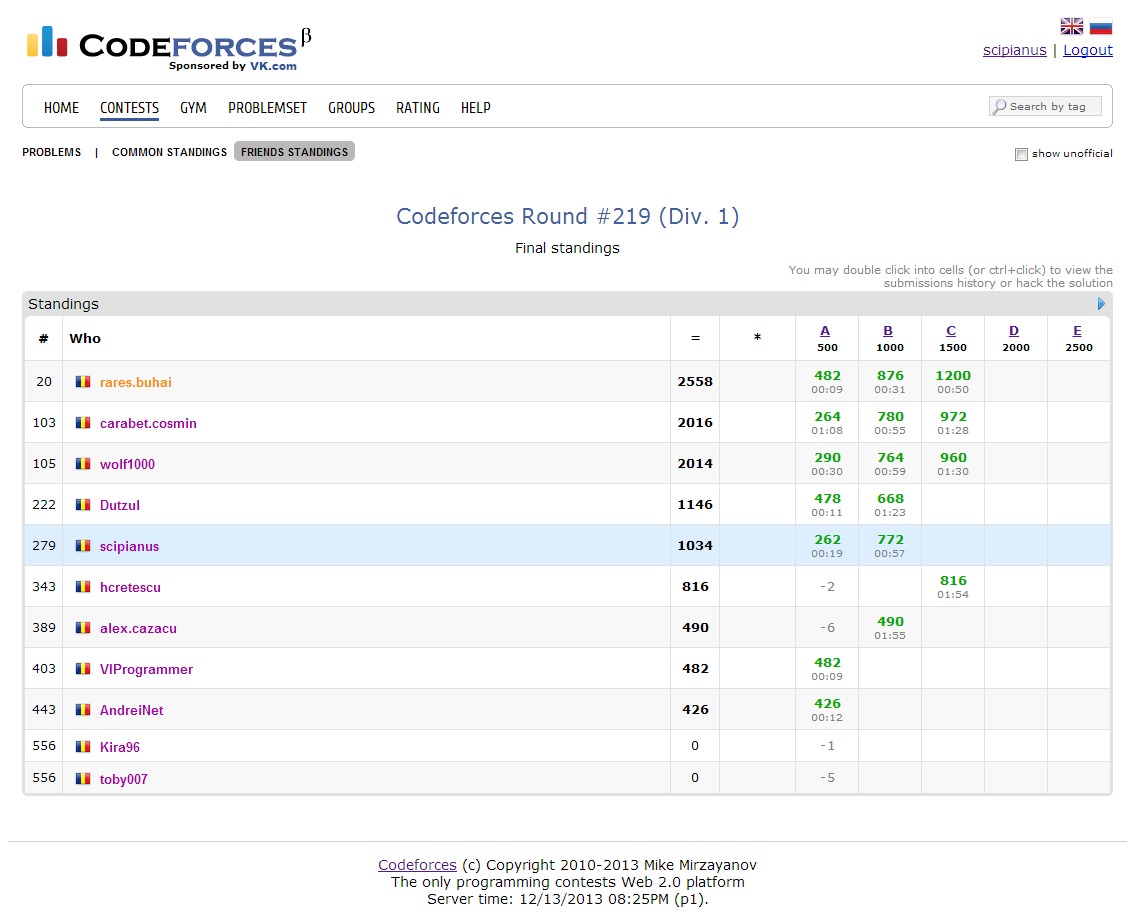 CODEFORCES β
Sponsored by VK.com
scipianus | Logout
HOME CONTESTS GYM PROBLEMSET GROUPS RATING HELP
Search by tag
PROBLEMS | COMMON STANDINGS FRIENDS STANDINGS
show unofficial
Codeforces Round #219 (Div. 1)
Final standings
You may double click into cells (or ctrl+click) to view the
submissions history or hack the solution
Standings
# Who = * A B C D E
500 1000 1500 2000 2500
20 rares.buhai 2558 482 876 1200
00:09 00:31 00:50
103 carabet.cosmin 2016 264 780 972
01:08 00:55 01:28
105 wolf1000 2014 290 764 960
00:30 00:59 01:30
222 Dutzul 1146 478 668
00:11 01:23
279 scipianus 1034 262 772
00:19 00:57
343 hcretescu 816 -2 816
01:54
389 alex.cazacu 490 -6 490
01:55
403 VIProgrammer 482 482
00:09
443 AndreiNet 426 426
00:12
556 Kira96 0 -1
556 toby007 0 -5
Codeforces (c) Copyright 2010-2013 Mike Mirzayanov
The only programming contests Web 2.0 platform
Server time: 12/13/2013 08:25PM (p1).